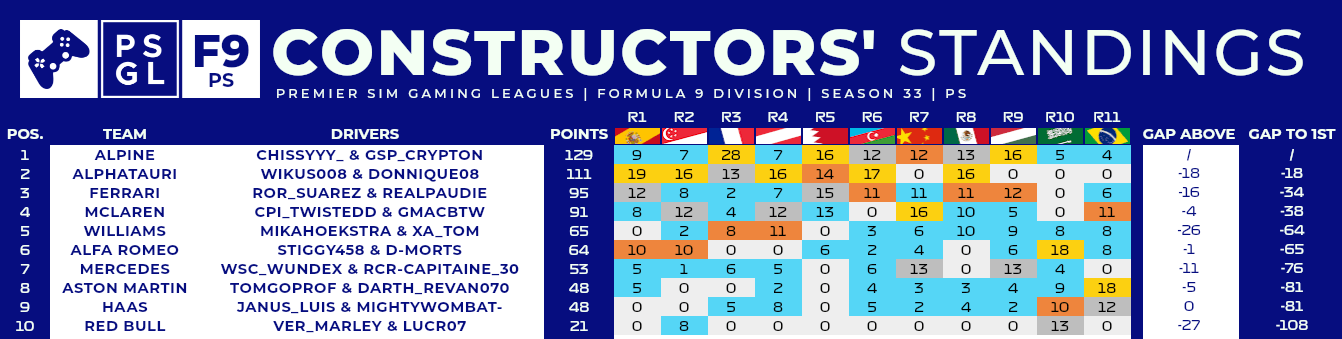 PS
GL
F9
PS
CONSTRUCTORS' STANDINGS
PREMIER SIM GAMING LEAGUES | FORMULA 9 DIVISION | SEASON 33 | PS
R1 R2 R3 R4 R5 R6 R7 R8 R9 R10 R11
POS. TEAM DRIVERS POINTS GAP ABOVE GAP TO 1ST
1 ALPINE CHISSYYY_ & GSP_CRYPTON 129 9 7 28 7 16 12 12 13 16 5 4 / /
2 ALPHATAURI WIKUS008 & DONNIQUE08 111 19 16 13 16 14 17 0 16 0 0 0 -18 -18
3 FERRARI ROR_SUAREZ & REALPAUDIE 95 12 8 2 7 15 11 11 11 12 0 6 -16 -34
4 MCLAREN CPI_TWISTEDD & GMACBTW 91 8 12 4 12 13 0 16 10 5 0 11 -4 -38
5 WILLIAMS MIKAHOEKSTRA & XA_TOM 65 0 2 8 11 0 3 6 10 9 8 8 -26 -64
6 ALFA ROMEO STIGGY458 & D-MORTS 64 10 10 0 0 6 2 4 0 6 18 8 -1 -65
7 MERCEDES WSC_WUNDEX & RCR-CAPITAINE_30 53 5 1 6 5 0 6 13 0 13 4 0 -11 -76
8 ASTON MARTIN TOMGOPROF & DARTH_REVAN070 48 5 0 0 2 0 4 3 3 4 9 18 -5 -81
9 HAAS JANUS_LUIS & MIGHTYWOMBAT- 48 0 0 5 8 0 5 2 4 2 10 12 0 -81
10 RED BULL VER_MARLEY & LUCR07 21 0 8 0 0 0 0 0 0 0 13 0 -27 -108